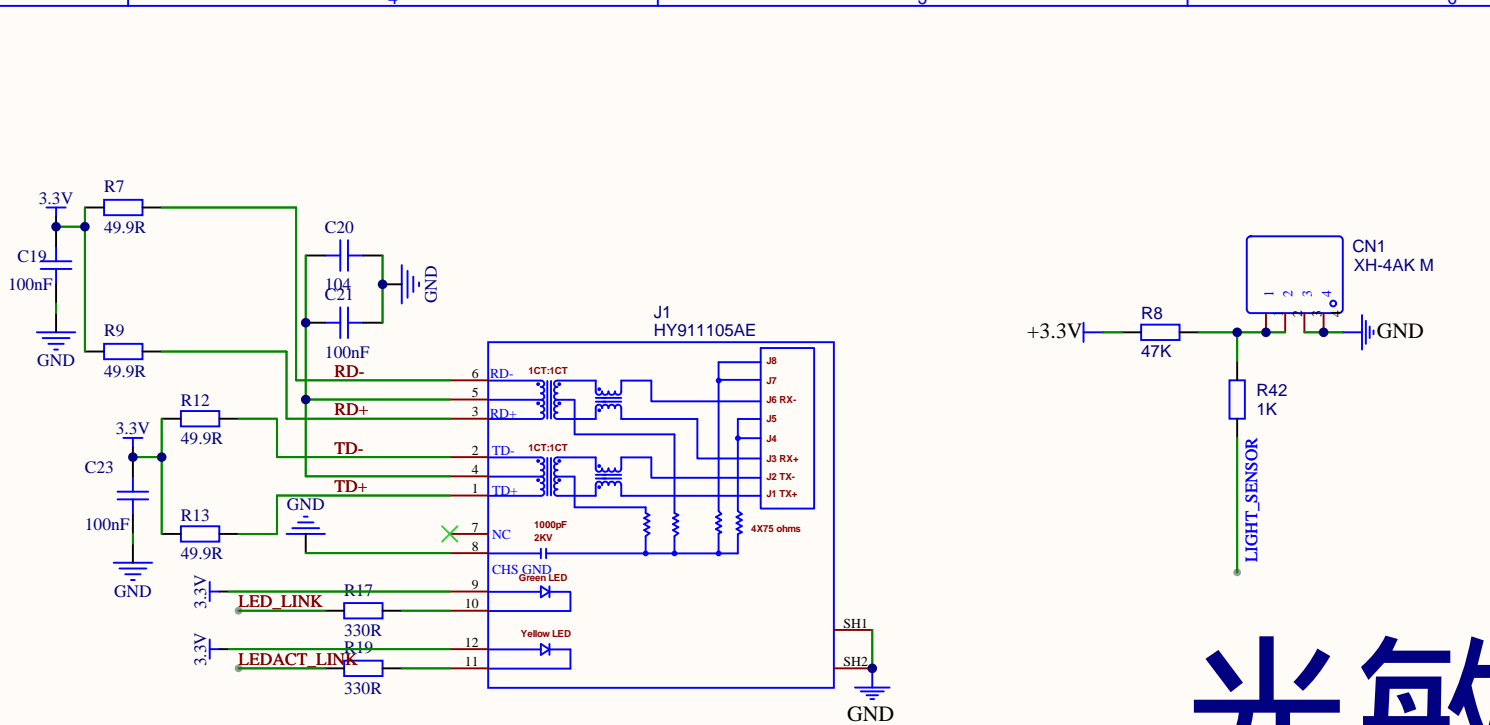 R7
3.3V
49.9R
C19
100nF
GND
R9
49.9R
C20
104
C21
100nF
GND
R12
3.3V
49.9R
C23
100nF
R13
49.9R
GND
GND
RD-
RD+
TD-
TD+
J1
HY911105AE
6
5
3
2
4
1
7
8
9
10
12
11
RD-
RD+
TD-
TD+
NC
CHS GND
1CT:1CT
1CT:1CT
1000pF
2KV
4X75 ohms
J8
J7
J6 RX-
J5
J4
J3 RX+
J2 TX-
J1 TX+
Green LED
Yellow LED
3.3V
LED_LINK
R17
330R
3.3V
LEDACT_LINK
R19
330R
SH1
SH2
GND
CN1
XH-4AK M
1 2 3 4
+3.3V
R8
47K
GND
R42
1K
LIGHT_SENSOR
光敏